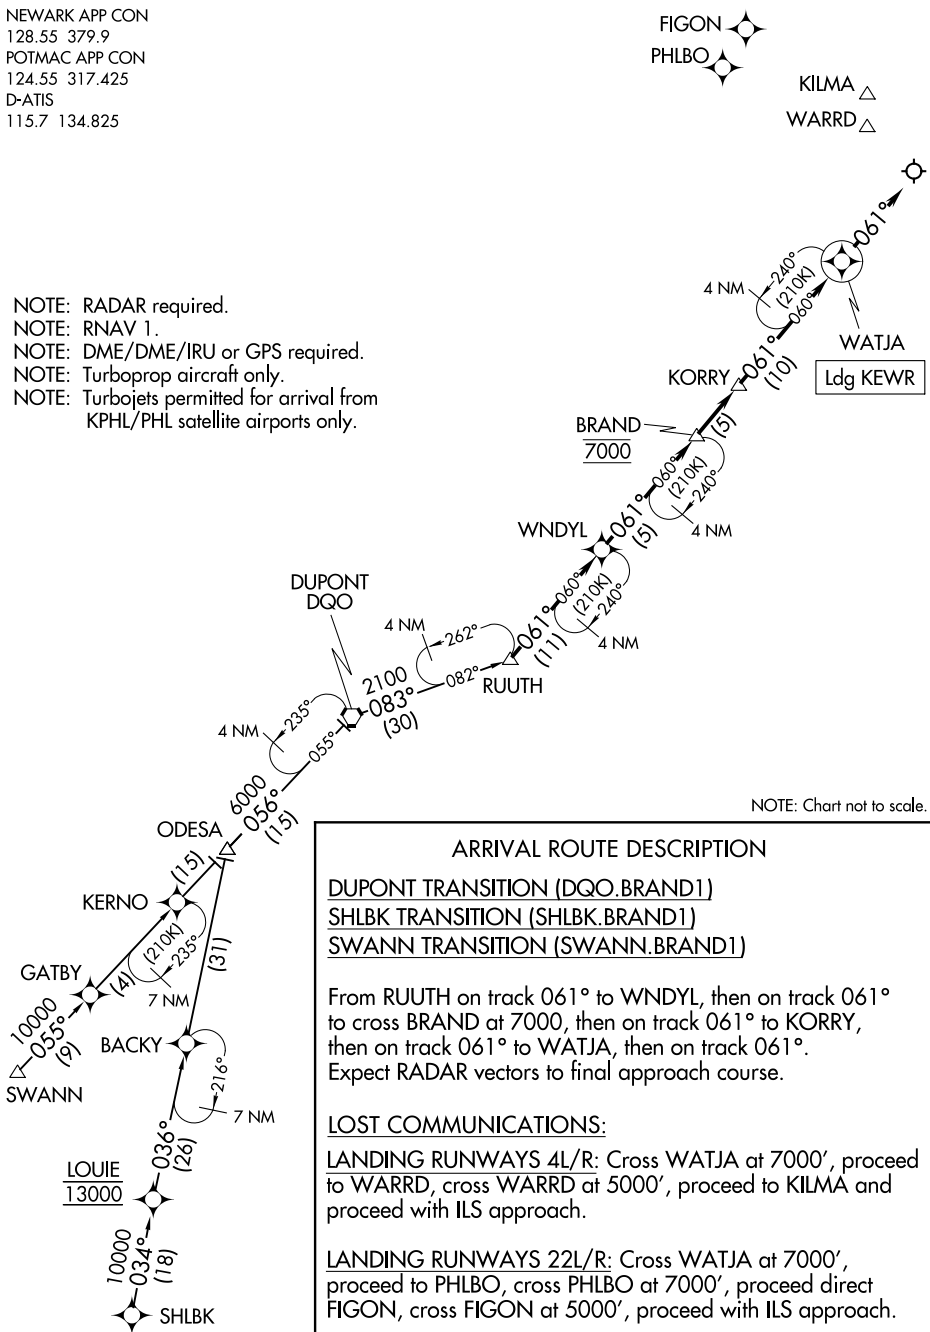 NEWARK APP CON
128.55 379.9
POTMAC APP CON
124.55 317.425
D-ATIS
115.7 134.825
FIGON
PHLBO
KILMA
WARRD
NOTE: RADAR required.
NOTE: RNAV 1.
NOTE: DME/DME/IRU or GPS required.
NOTE: Turboprop aircraft only.
NOTE: Turbojets permitted for arrival from
KPHL/PHL satellite airports only.
061°
240°
(210K)
060°
4 NM
WATJA
Ldg KEWR
KORRY
061°
(10)
BRAND
7000
(5)
060°
(210K)
240°
4 NM
WNDYL
061°
(5)
060°
(210K)
240°
4 NM
DUPONT
DQO
4 NM
262°
082°
061°
(11)
RUUTH
2100
083°
(30)
4 NM
235°
055°
6000
056°
(15)
NOTE: Chart not to scale.
ODESA
(15)
KERNO
(210K)
235°
7 NM
(31)
GATBY
(4)
10000
055°
(9)
SWANN
BACKY
216°
7 NM
036°
(26)
LOUIE
13000
10000
034°
(18)
SHLBK
ARRIVAL ROUTE DESCRIPTION
DUPONT TRANSITION (DQO.BRAND1)
SHLBK TRANSITION (SHLBK.BRAND1)
SWANN TRANSITION (SWANN.BRAND1)
From RUUTH on track 061° to WNDYL, then on track 061°
to cross BRAND at 7000, then on track 061° to KORRY,
then on track 061° to WATJA, then on track 061°.
Expect RADAR vectors to final approach course.
LOST COMMUNICATIONS:
LANDING RUNWAYS 4L/R: Cross WATJA at 7000', proceed
to WARRD, cross WARRD at 5000', proceed to KILMA and
proceed with ILS approach.
LANDING RUNWAYS 22L/R: Cross WATJA at 7000',
proceed to PHLBO, cross PHLBO at 7000', proceed direct
FIGON, cross FIGON at 5000', proceed with ILS approach.